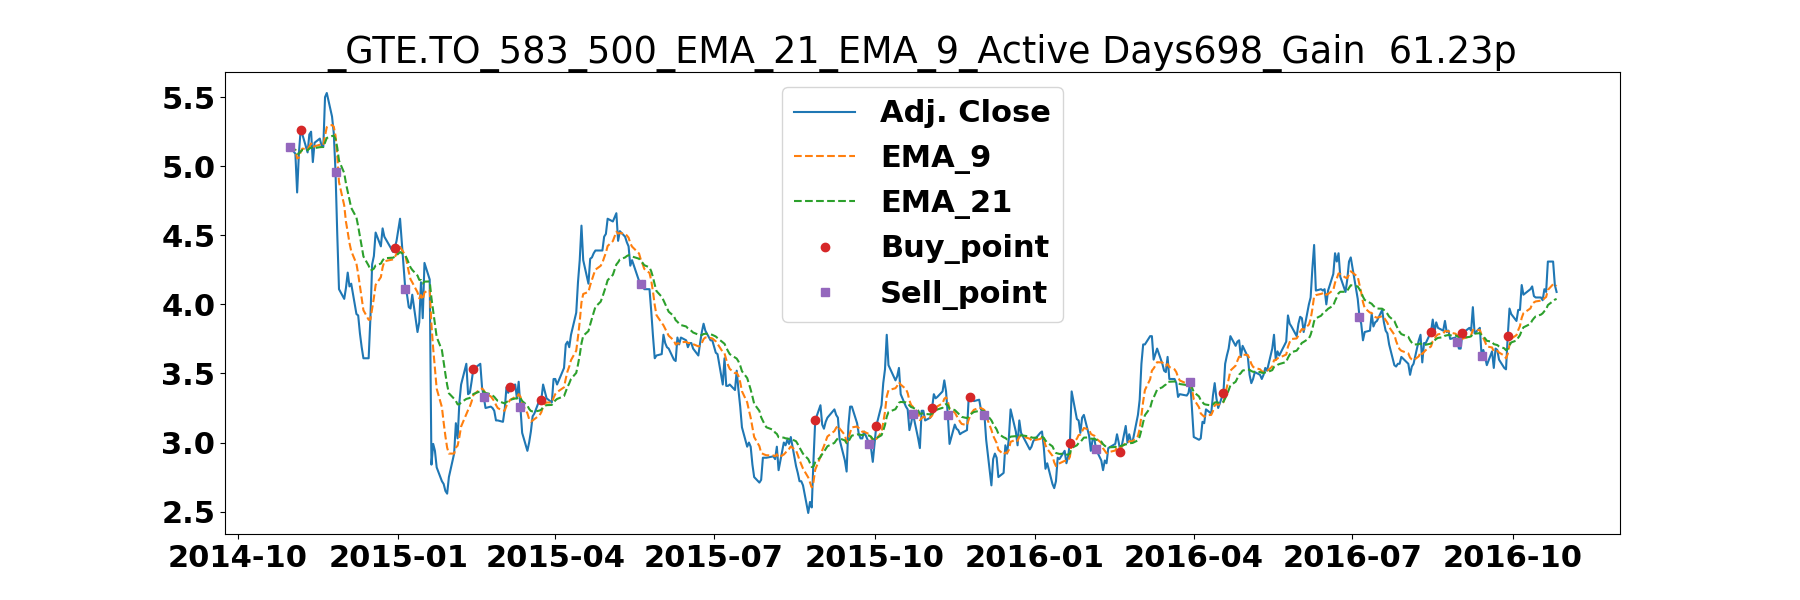 _GTE.TO_583_500_EMA_21_EMA_9_Active Days698_Gain  61.23p
5.5
5.0
4.5
4.0
3.5
3.0
2.5
Adj. Close
EMA_9
EMA_21
Buy_point
Sell_point
2014-10 2015-01 2015-04 2015-07 2015-10 2016-01 2016-04 2016-07 2016-10